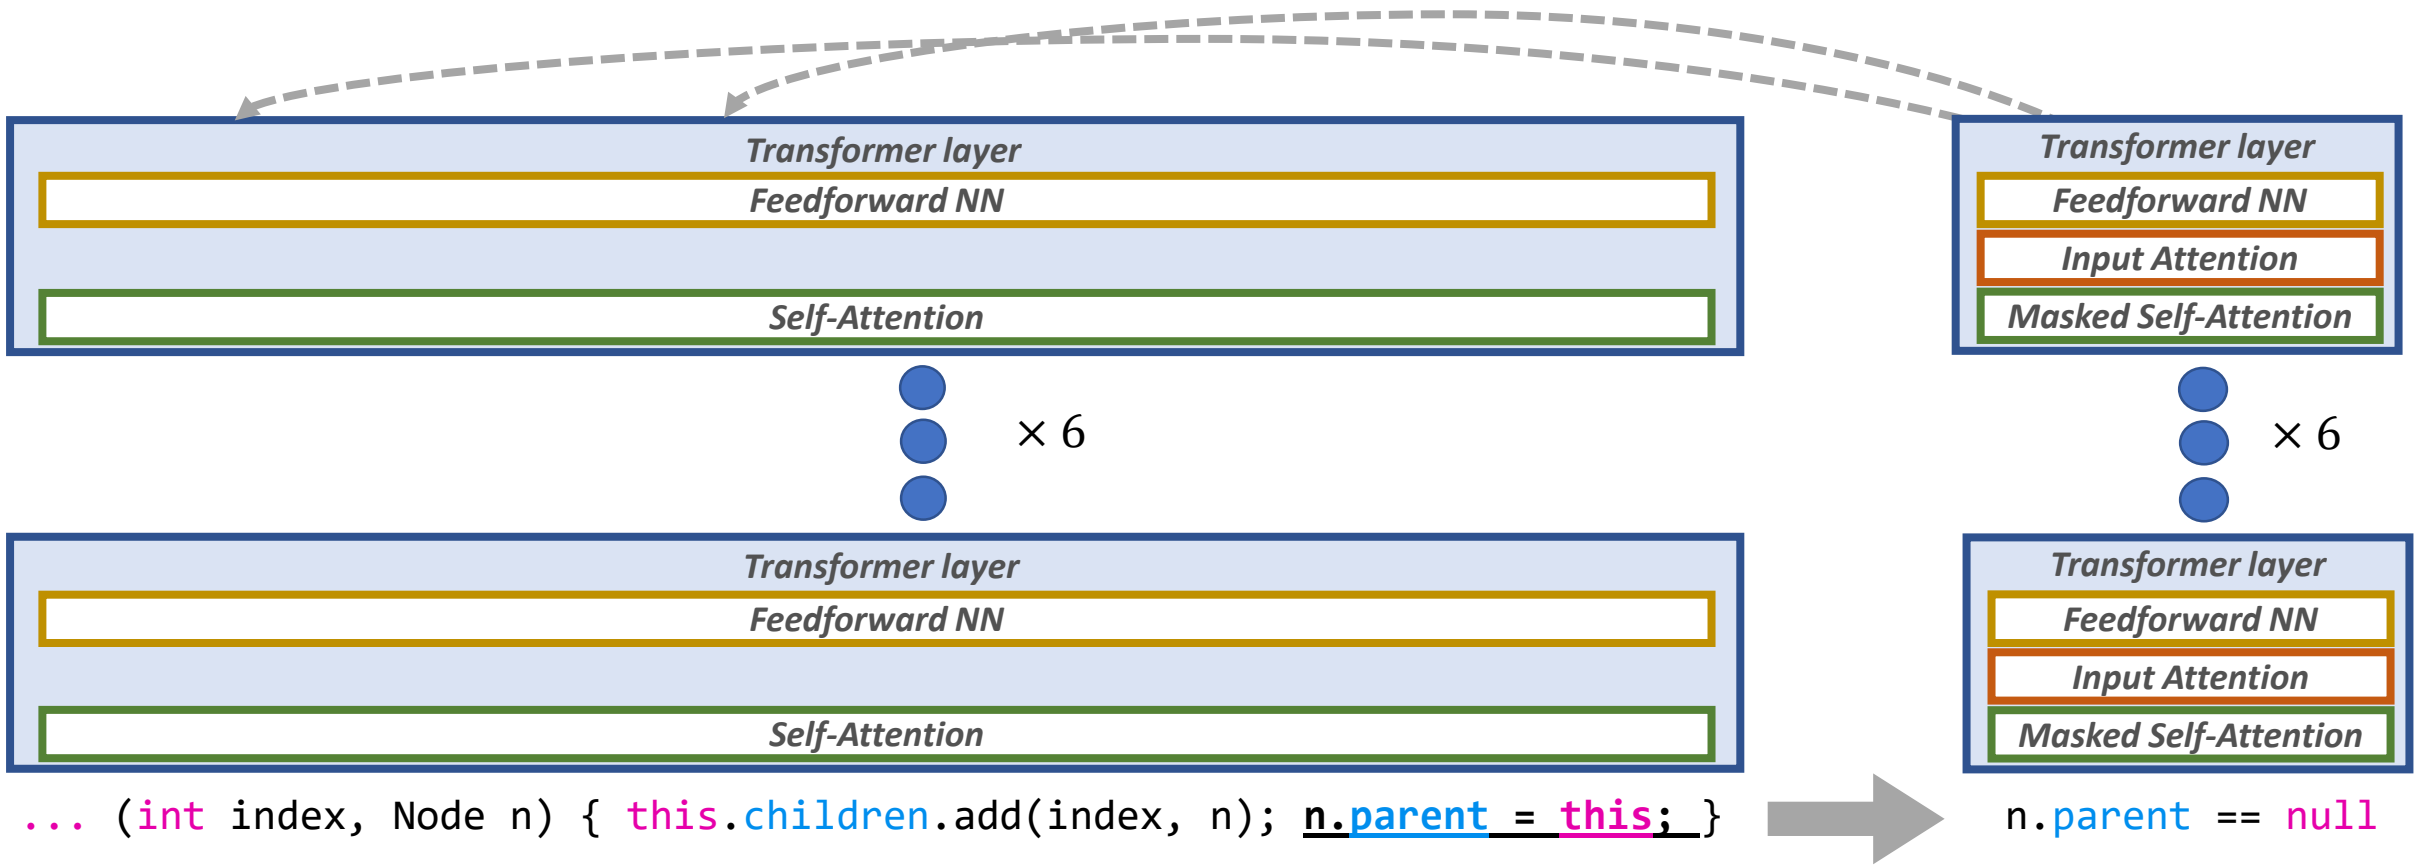 Transformer layer
Feedforward NN
Self-Attention
× 6
Transformer layer
Feedforward NN
Self-Attention
... (int index, Node n) { this.children.add(index, n); n.parent = this; }
Transformer layer
Feedforward NN
Input Attention
Masked Self-Attention
× 6
Transformer layer
Feedforward NN
Input Attention
Masked Self-Attention
n.parent == null